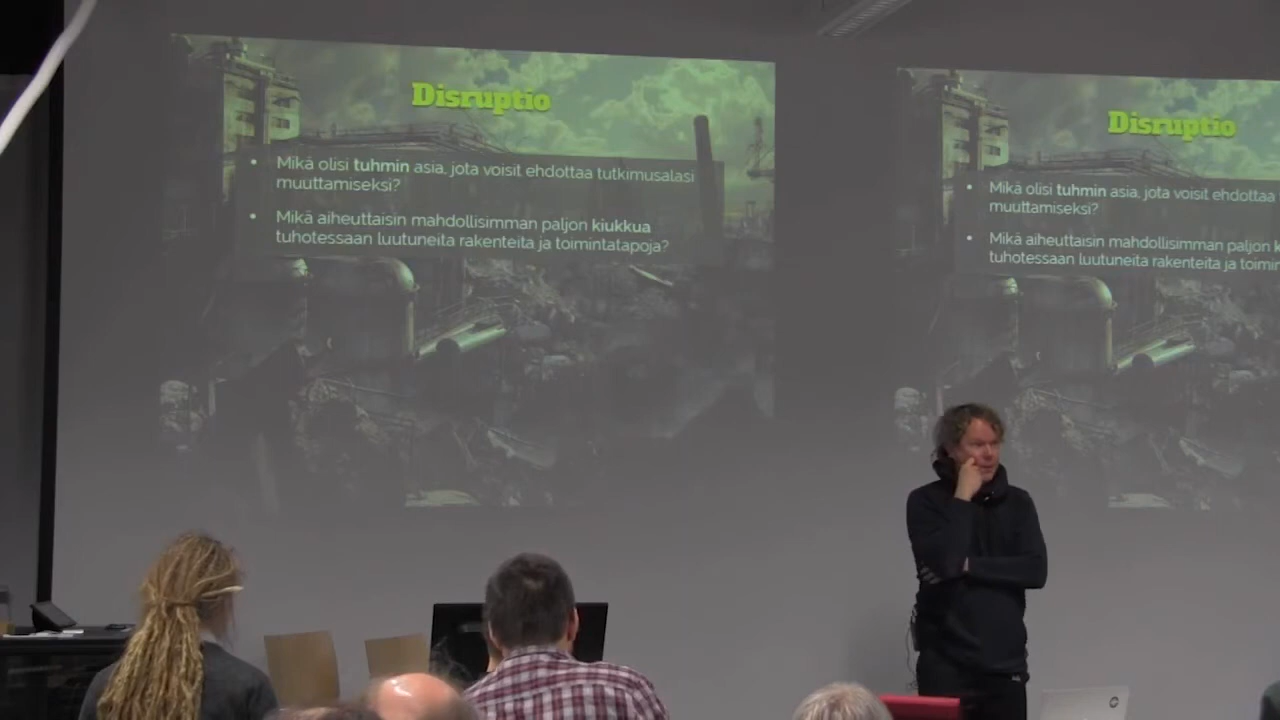 Disruptio
• Mikä olisi tuhmin asia, jota voisit ehdottaa tutkimusalasi
muuttamiseksi?
• Mikä aiheuttaisin mahdollisimman paljon kiukkua
tuhotessaan luutuneita rakenteita ja toimintatapoja?
Disruptio
• Mikä olisi tuhmin asia, jota voisit ehdottaa
muuttamiseksi?
• Mikä aiheuttaisin mahdollisimman paljon k
tuhotessaan luutuneita rakenteita ja toimin